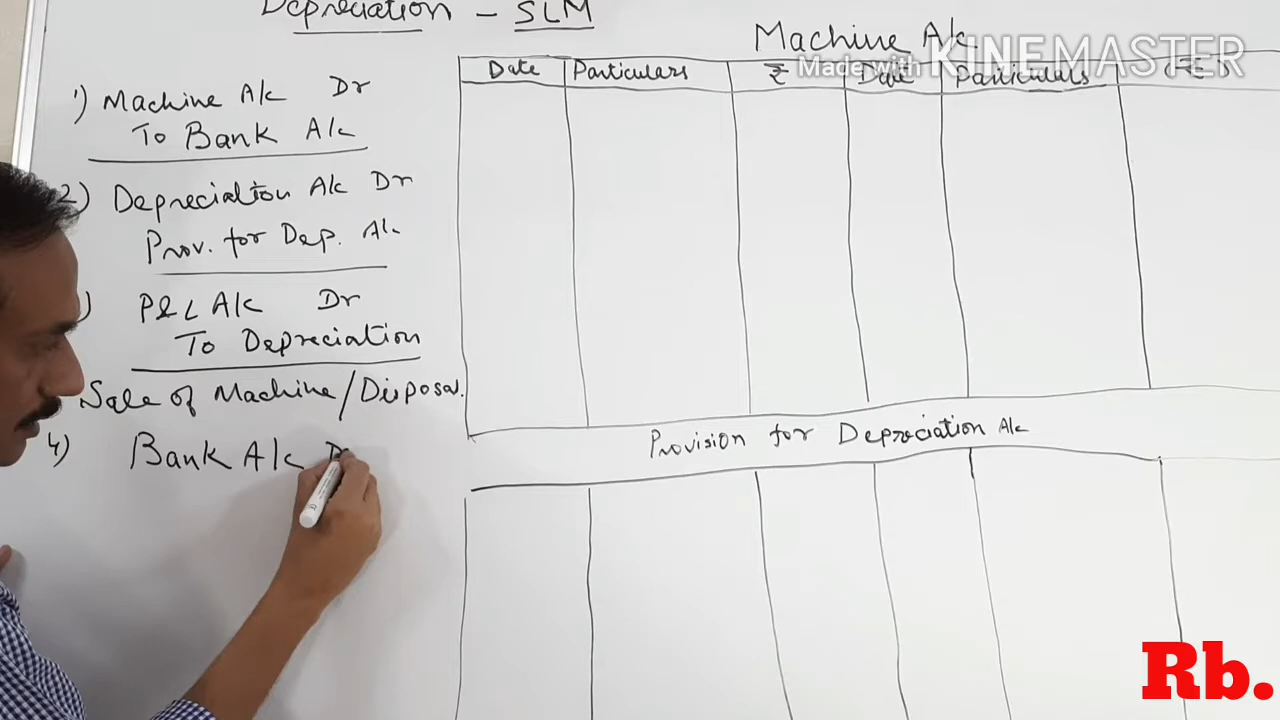 Depreciation - SLM
1) Machine A/c Dr
To Bank A/c
2) Depreciation A/c Dr
Prov. for Dep. A/c
) P&L A/c Dr
To Depreciation
Sale of Machine/Disposal.
4) Bank A/c Dr
Machine A/c
Made with KINEMASTER
Date Particulars ₹ Date Particulars
Provision for Depreciation A/c
Rb.